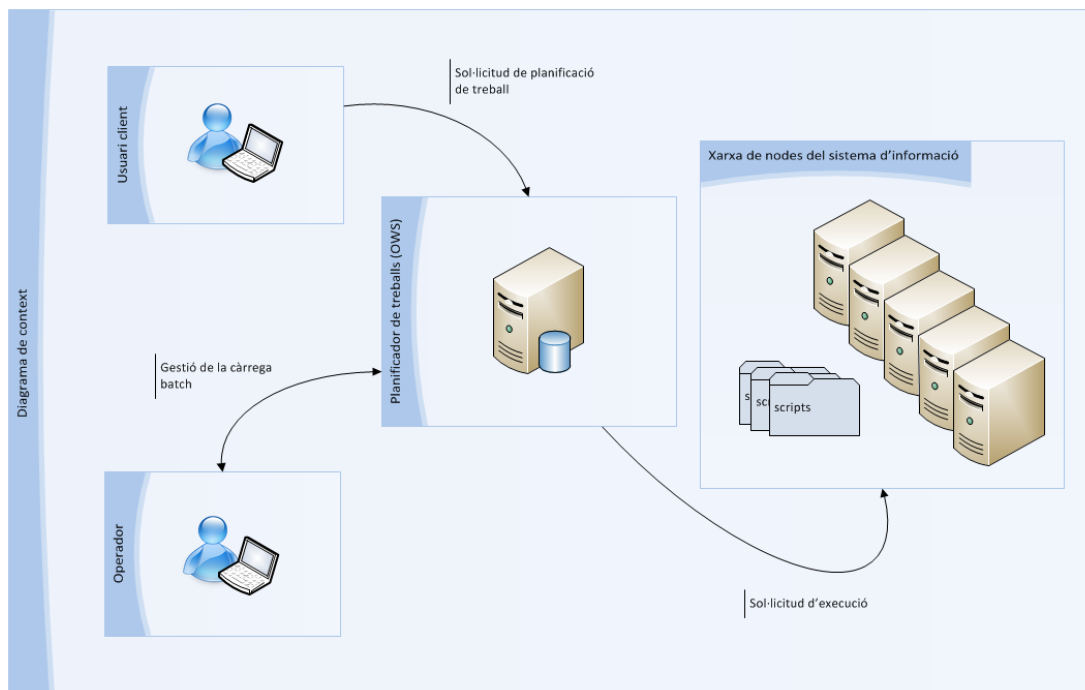 Diagrama de context
Usuari client
Sol·licitud de planificació
de treball
Planificador de treballs (OWS)
Xarxa de nodes del sistema d'informació
s
scr
scripts
Gestió de la càrrega
batch
Operador
Sol·licitud d'execució